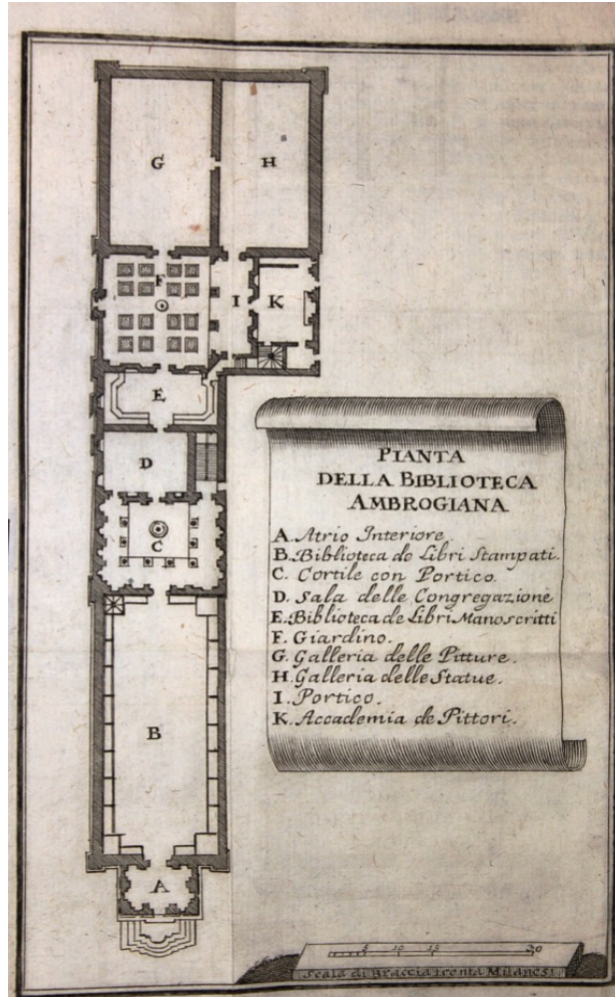 G
H
F
I
K
E
D
C
B
A
PIANTA
DELLA BIBLIOTECA
AMBROGIANA
A. Atrio Interiore
B. Biblioteca de Libri Stampati.
C. Cortile con Portico.
D. Sala delle Congregazione
E. Biblioteca de Libri Manoscritti
F. Giardino.
G. Galleria delle Pitture.
H. Galleria delle Statue.
I. Portico.
K. Accademia de Pittori.
5 10 15 30
Scala di Braccia trenta Milanesi